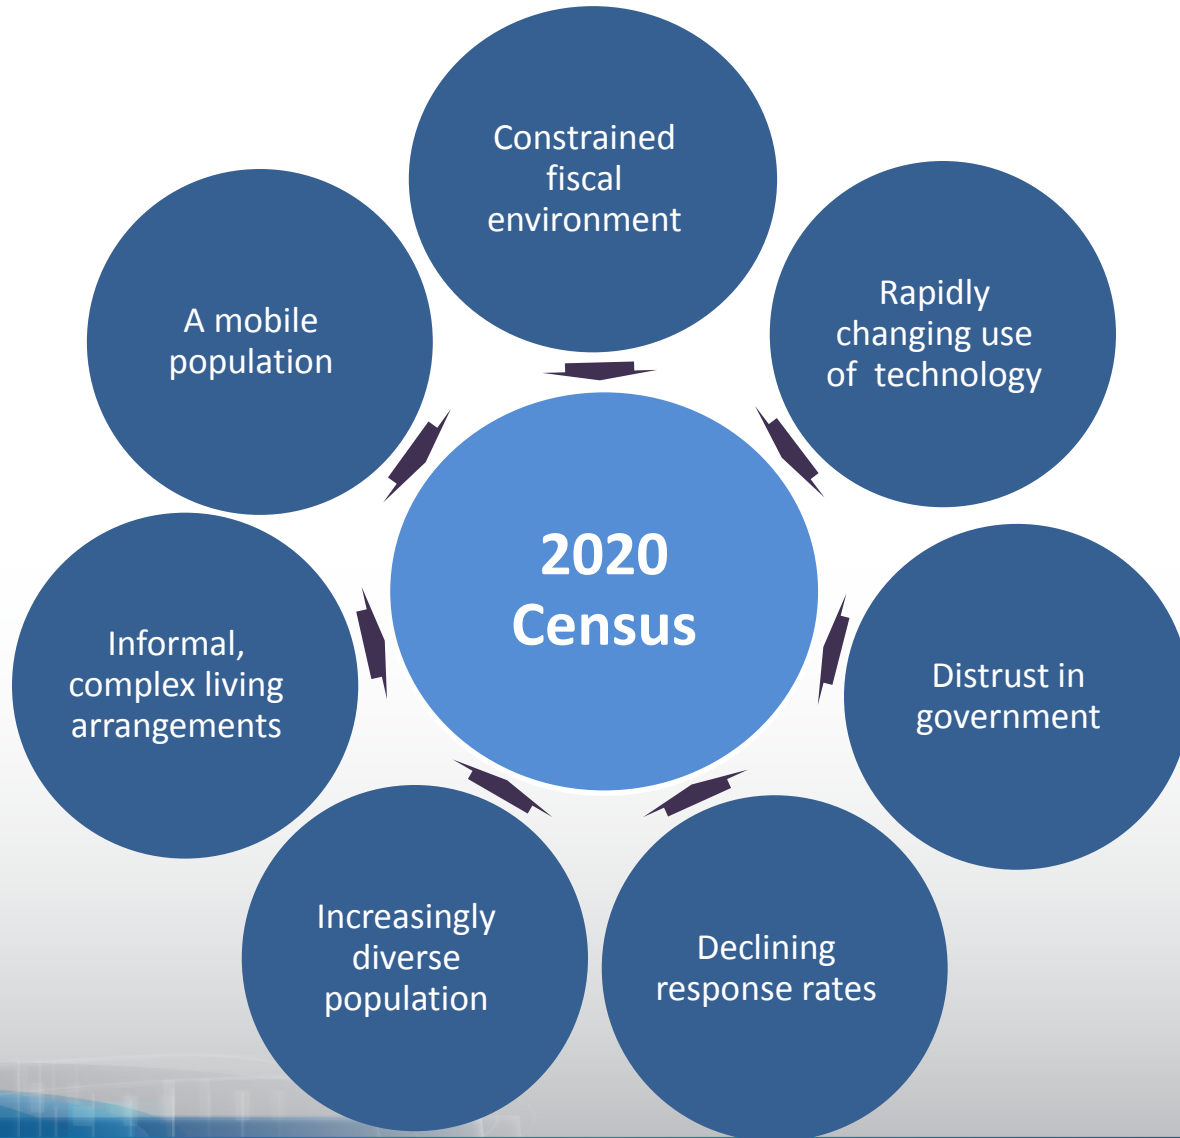 Constrained
fiscal
environment
Rapidly
changing use
of technology
A mobile
population
2020
Census
Informal,
complex living
arrangements
Distrust in
government
Increasingly
diverse
population
Declining
response rates